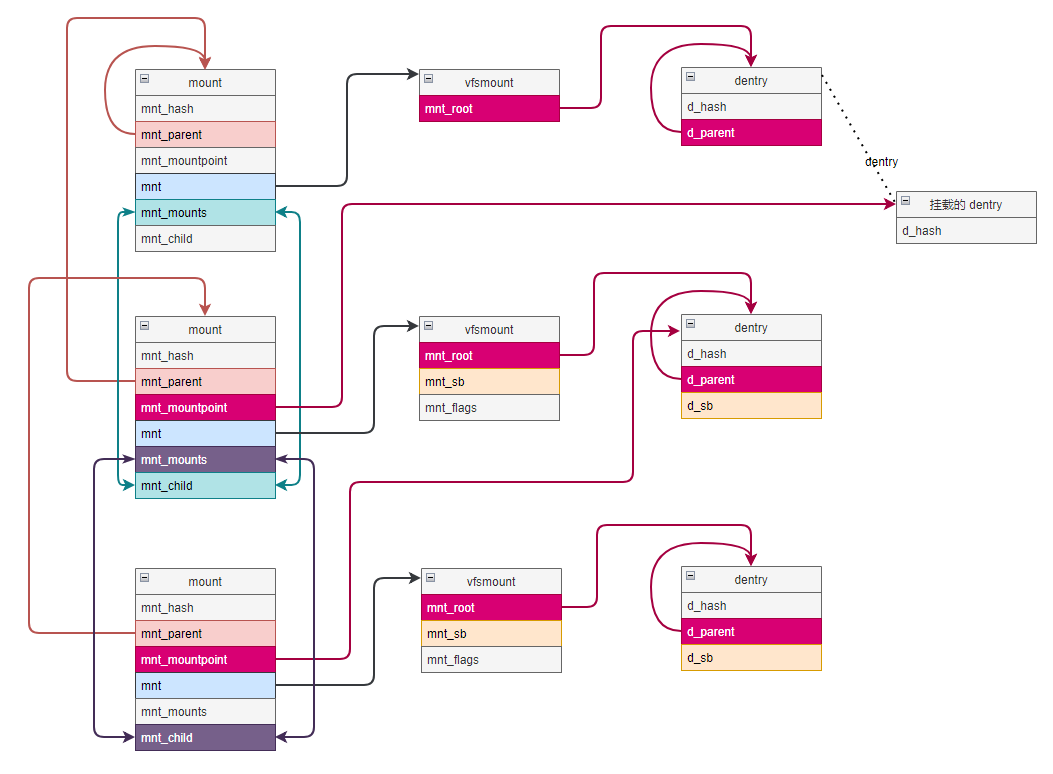 mount
mnt_hash
mnt_parent
mnt_mountpoint
mnt
mnt_mounts
mnt_child
vfsmount
mnt_root
dentry
d_hash
d_parent
dentry
挂载的 dentry
d_hash
mount
mnt_hash
mnt_parent
mnt_mountpoint
mnt
mnt_mounts
mnt_child
vfsmount
mnt_root
mnt_sb
mnt_flags
dentry
d_hash
d_parent
d_sb
mount
mnt_hash
mnt_parent
mnt_mountpoint
mnt
mnt_mounts
mnt_child
vfsmount
mnt_root
mnt_sb
mnt_flags
dentry
d_hash
d_parent
d_sb